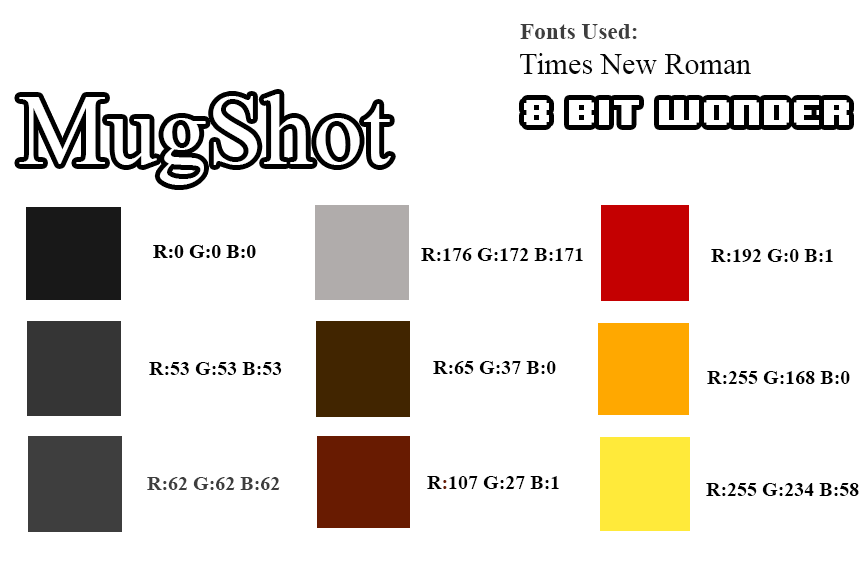 Fonts Used:
Times New Roman
8 BIT WONDER
MugShot
R:0 G:0 B:0
R:176 G:172 B:171
R:192 G:0 B:1
R:53 G:53 B:53
R:65 G:37 B:0
R:255 G:168 B:0
R:62 G:62 B:62
R:107 G:27 B:1
R:255 G:234 B:58